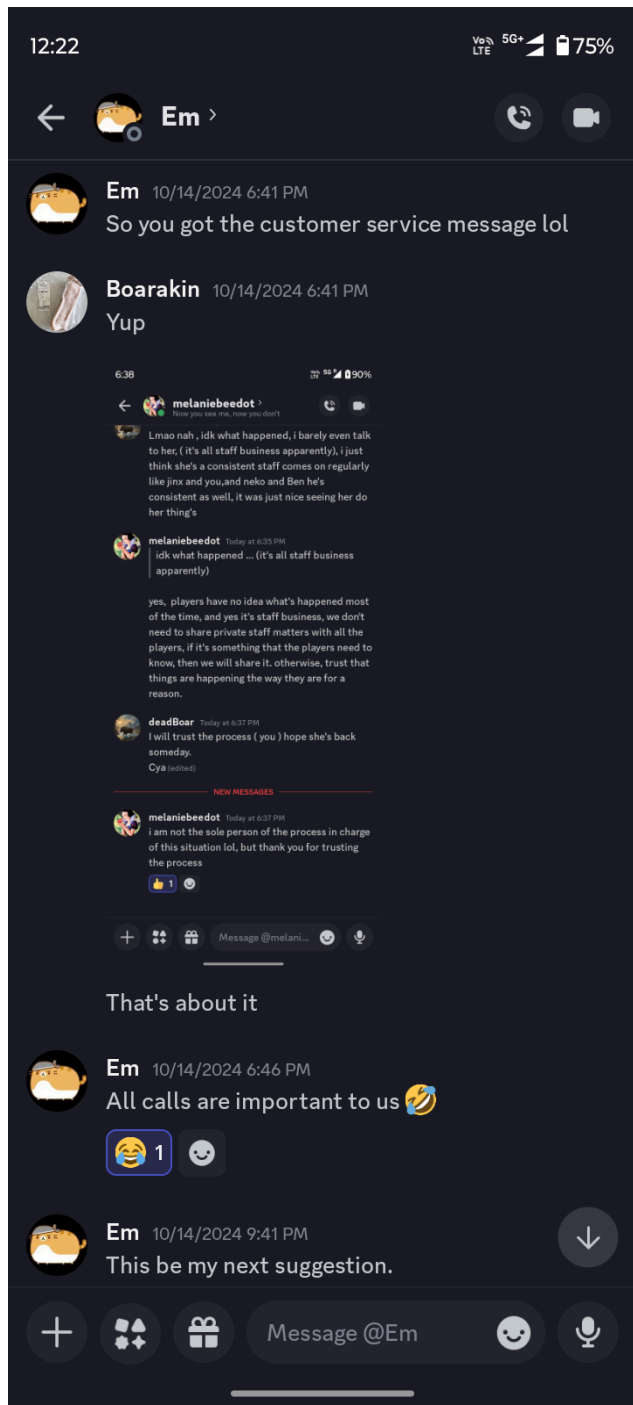 12:22
Vo LTE 5G+ 75%
Em
Em 10/14/2024 6:41 PM
So you got the customer service message lol
Boarakin 10/14/2024 6:41 PM
Yup
6:38
5G 90%
melaniebeedot
Now you see me, now you don't
Lmao nah , idk what happened, i barely even talk
to her, ( it's all staff business apparently), i just
think she's a consistent staff comes on regularly
like jinx and you,and neko and Ben he's
consistent as well, it was just nice seeing her do
her thing's
melaniebeedot Today at 6:35 PM
idk what happened ... (it's all staff business
apparently)
yes, players have no idea what's happened most
of the time, and yes it's staff business, we don't
need to share private staff matters with all the
players, if it's something that the players need to
know, then we will share it. otherwise, trust that
things are happening the way they are for a
reason.
deadBoar Today at 6:37 PM
I will trust the process ( you ) hope she's back
someday.
Cya (edited)
NEW MESSAGES
melaniebeedot Today at 6:37 PM
i am not the sole person of the process in charge
of this situation lol, but thank you for trusting
the process
👍 1
Message @melani...
That's about it
Em 10/14/2024 6:46 PM
All calls are important to us 🤣
😂 1
Em 10/14/2024 9:41 PM
This be my next suggestion.
Message @Em